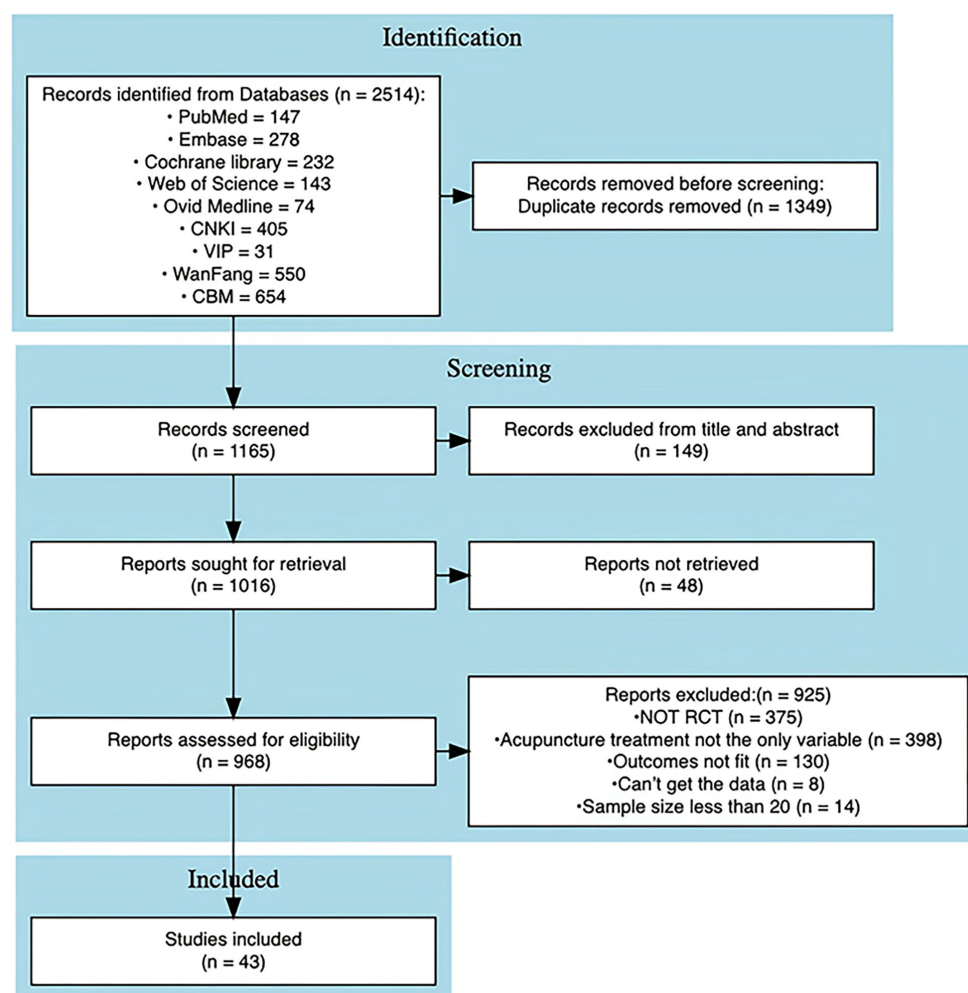 Identification
Records identified from Databases (n = 2514):
• PubMed = 147
• Embase = 278
• Cochrane library = 232
• Web of Science = 143
• Ovid Medline = 74
• CNKI = 405
• VIP = 31
• WanFang = 550
• CBM = 654
Records removed before screening:
Duplicate records removed (n = 1349)
Screening
Records screened
(n = 1165)
Records excluded from title and abstract
(n = 149)
Reports sought for retrieval
(n = 1016)
Reports not retrieved
(n = 48)
Reports assessed for eligibility
(n = 968)
Reports excluded:(n = 925)
•NOT RCT (n = 375)
•Acupuncture treatment not the only variable (n = 398)
•Outcomes not fit (n = 130)
•Can't get the data (n = 8)
•Sample size less than 20 (n = 14)
Included
Studies included
(n = 43)